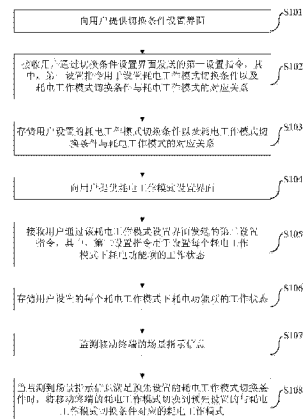 向用户提供切换条件设置界面
S101
接收用户通过切换条件设置界面发送的第一设置指令，其
中，第一设置指令用于设置耗电工作模式切换条件以及
耗电工作模式切换条件与耗电工作模式的对应关系
S102
存储用户设置的耗电工作模式切换条件以及耗电工作模式切
换条件与耗电工作模式的对应关系
S103
向用户提供耗电工作模式设置界面
S104
接收用户通过该耗电工作模式设置界面发送的第二设置
指令，其中，第二设置指令用于设置每个耗电工作
模式下耗电功能项的工作状态
S105
存储用户设置的每个耗电工作模式下耗电功能项的工作状态
S106
监测移动终端的场景指示信息
S107
当监测到场景指示信息满足预先设置的耗电工作模式切换条件
时，将移动终端的耗电工作模式切换到预先设置的与耗电
工作模式切换条件对应的耗电工作模式
S108